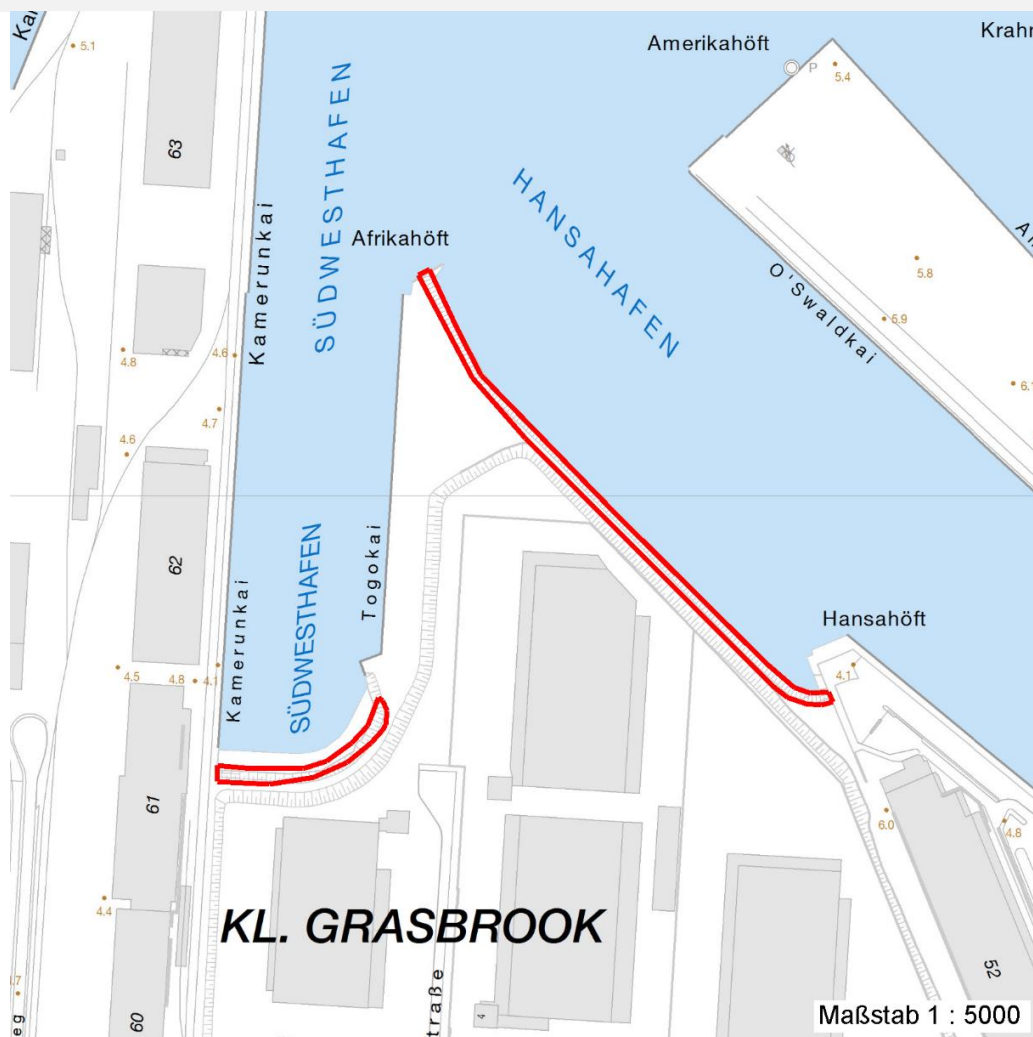 Amerikahöft
P
5.4
5.1
63
SÜDWESTHAFEN
HANSAHAFEN
Kamerunkai
Afrikahöft
5.8
O'Swaldkai
5.9
4.8
4.6
4.7
4.6
62
SÜDWESTHAFEN
Togokai
Kamerunkai
Hansahöft
4.5
4.8
4.1
4.1
61
6.0
4.8
4.4
KL. GRASBROOK
52
60
4
Maßstab 1 : 5000